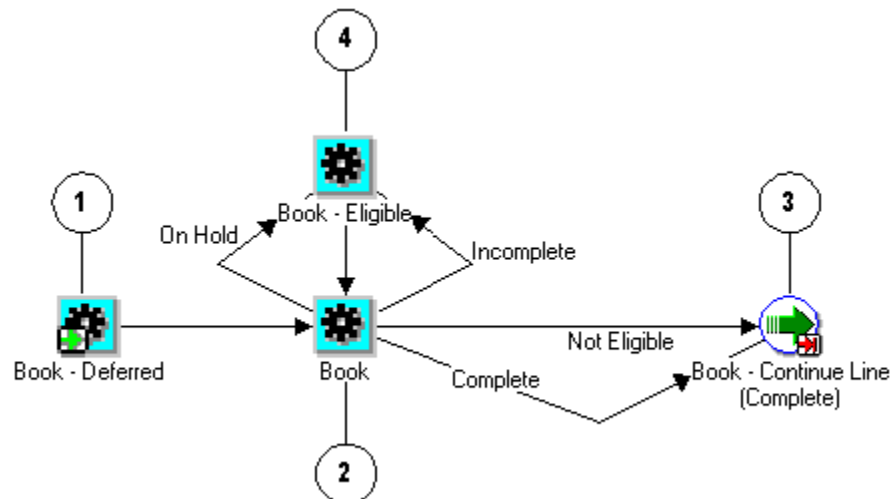 4
1
Book - Eligible
3
On Hold
Incomplete
Not Eligible
Book - Deferred
Book
Complete
Book - Continue Line
(Complete)
2